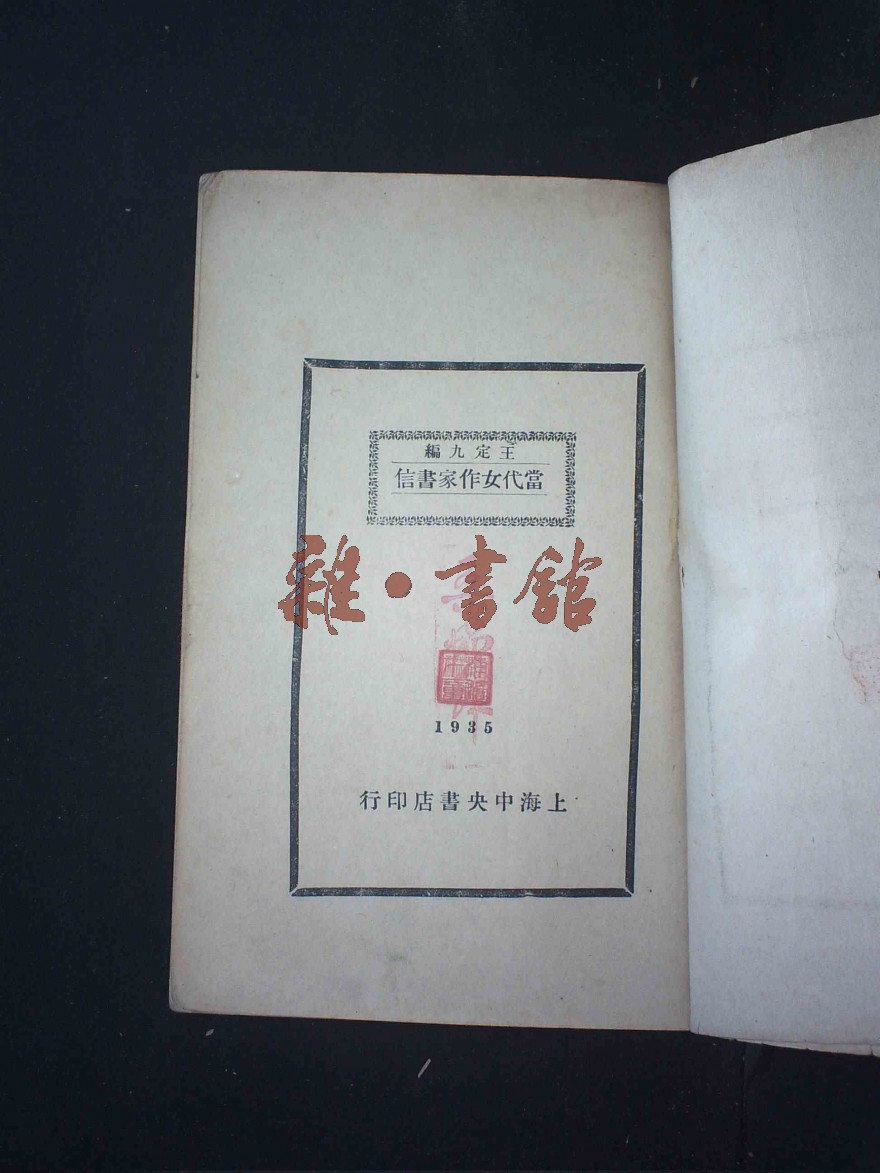 王定九編
當代女作家書信
雜·書館
1935
上海中央書店印行